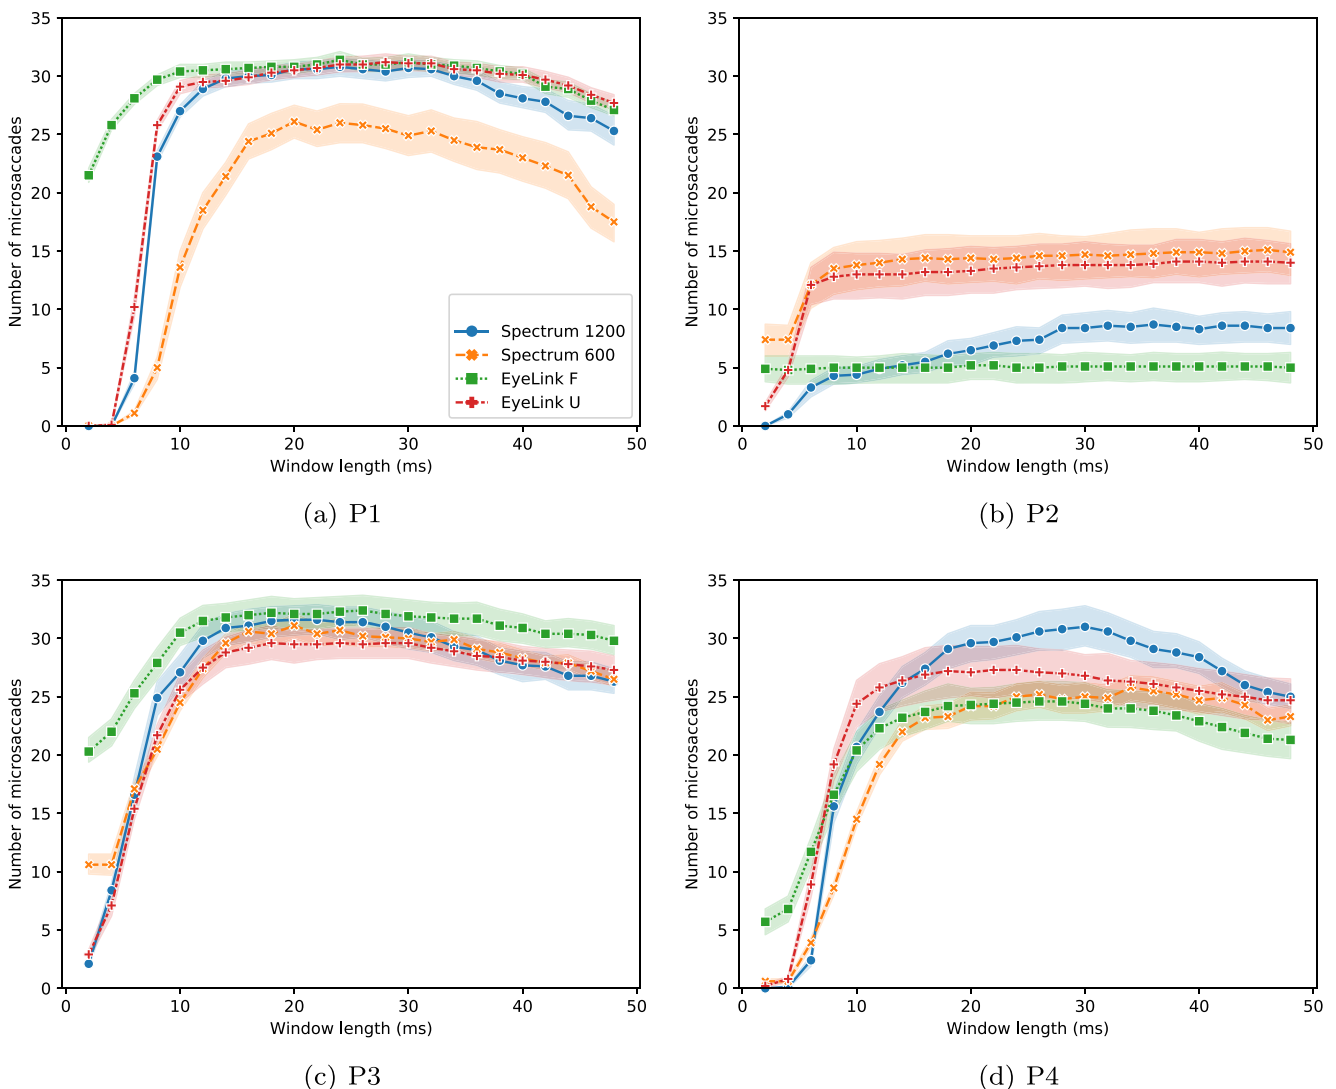 35
30
25
20
15
10
5
0
Number of microsaccades
Spectrum 1200
Spectrum 600
EyeLink F
EyeLink U
0 10 20 30 40 50
Window length (ms)
(a) P1
35
30
25
20
15
10
5
0
Number of microsaccades
0 10 20 30 40 50
Window length (ms)
(b) P2
35
30
25
20
15
10
5
0
Number of microsaccades
0 10 20 30 40 50
Window length (ms)
(c) P3
35
30
25
20
15
10
5
0
Number of microsaccades
0 10 20 30 40 50
Window length (ms)
(d) P4